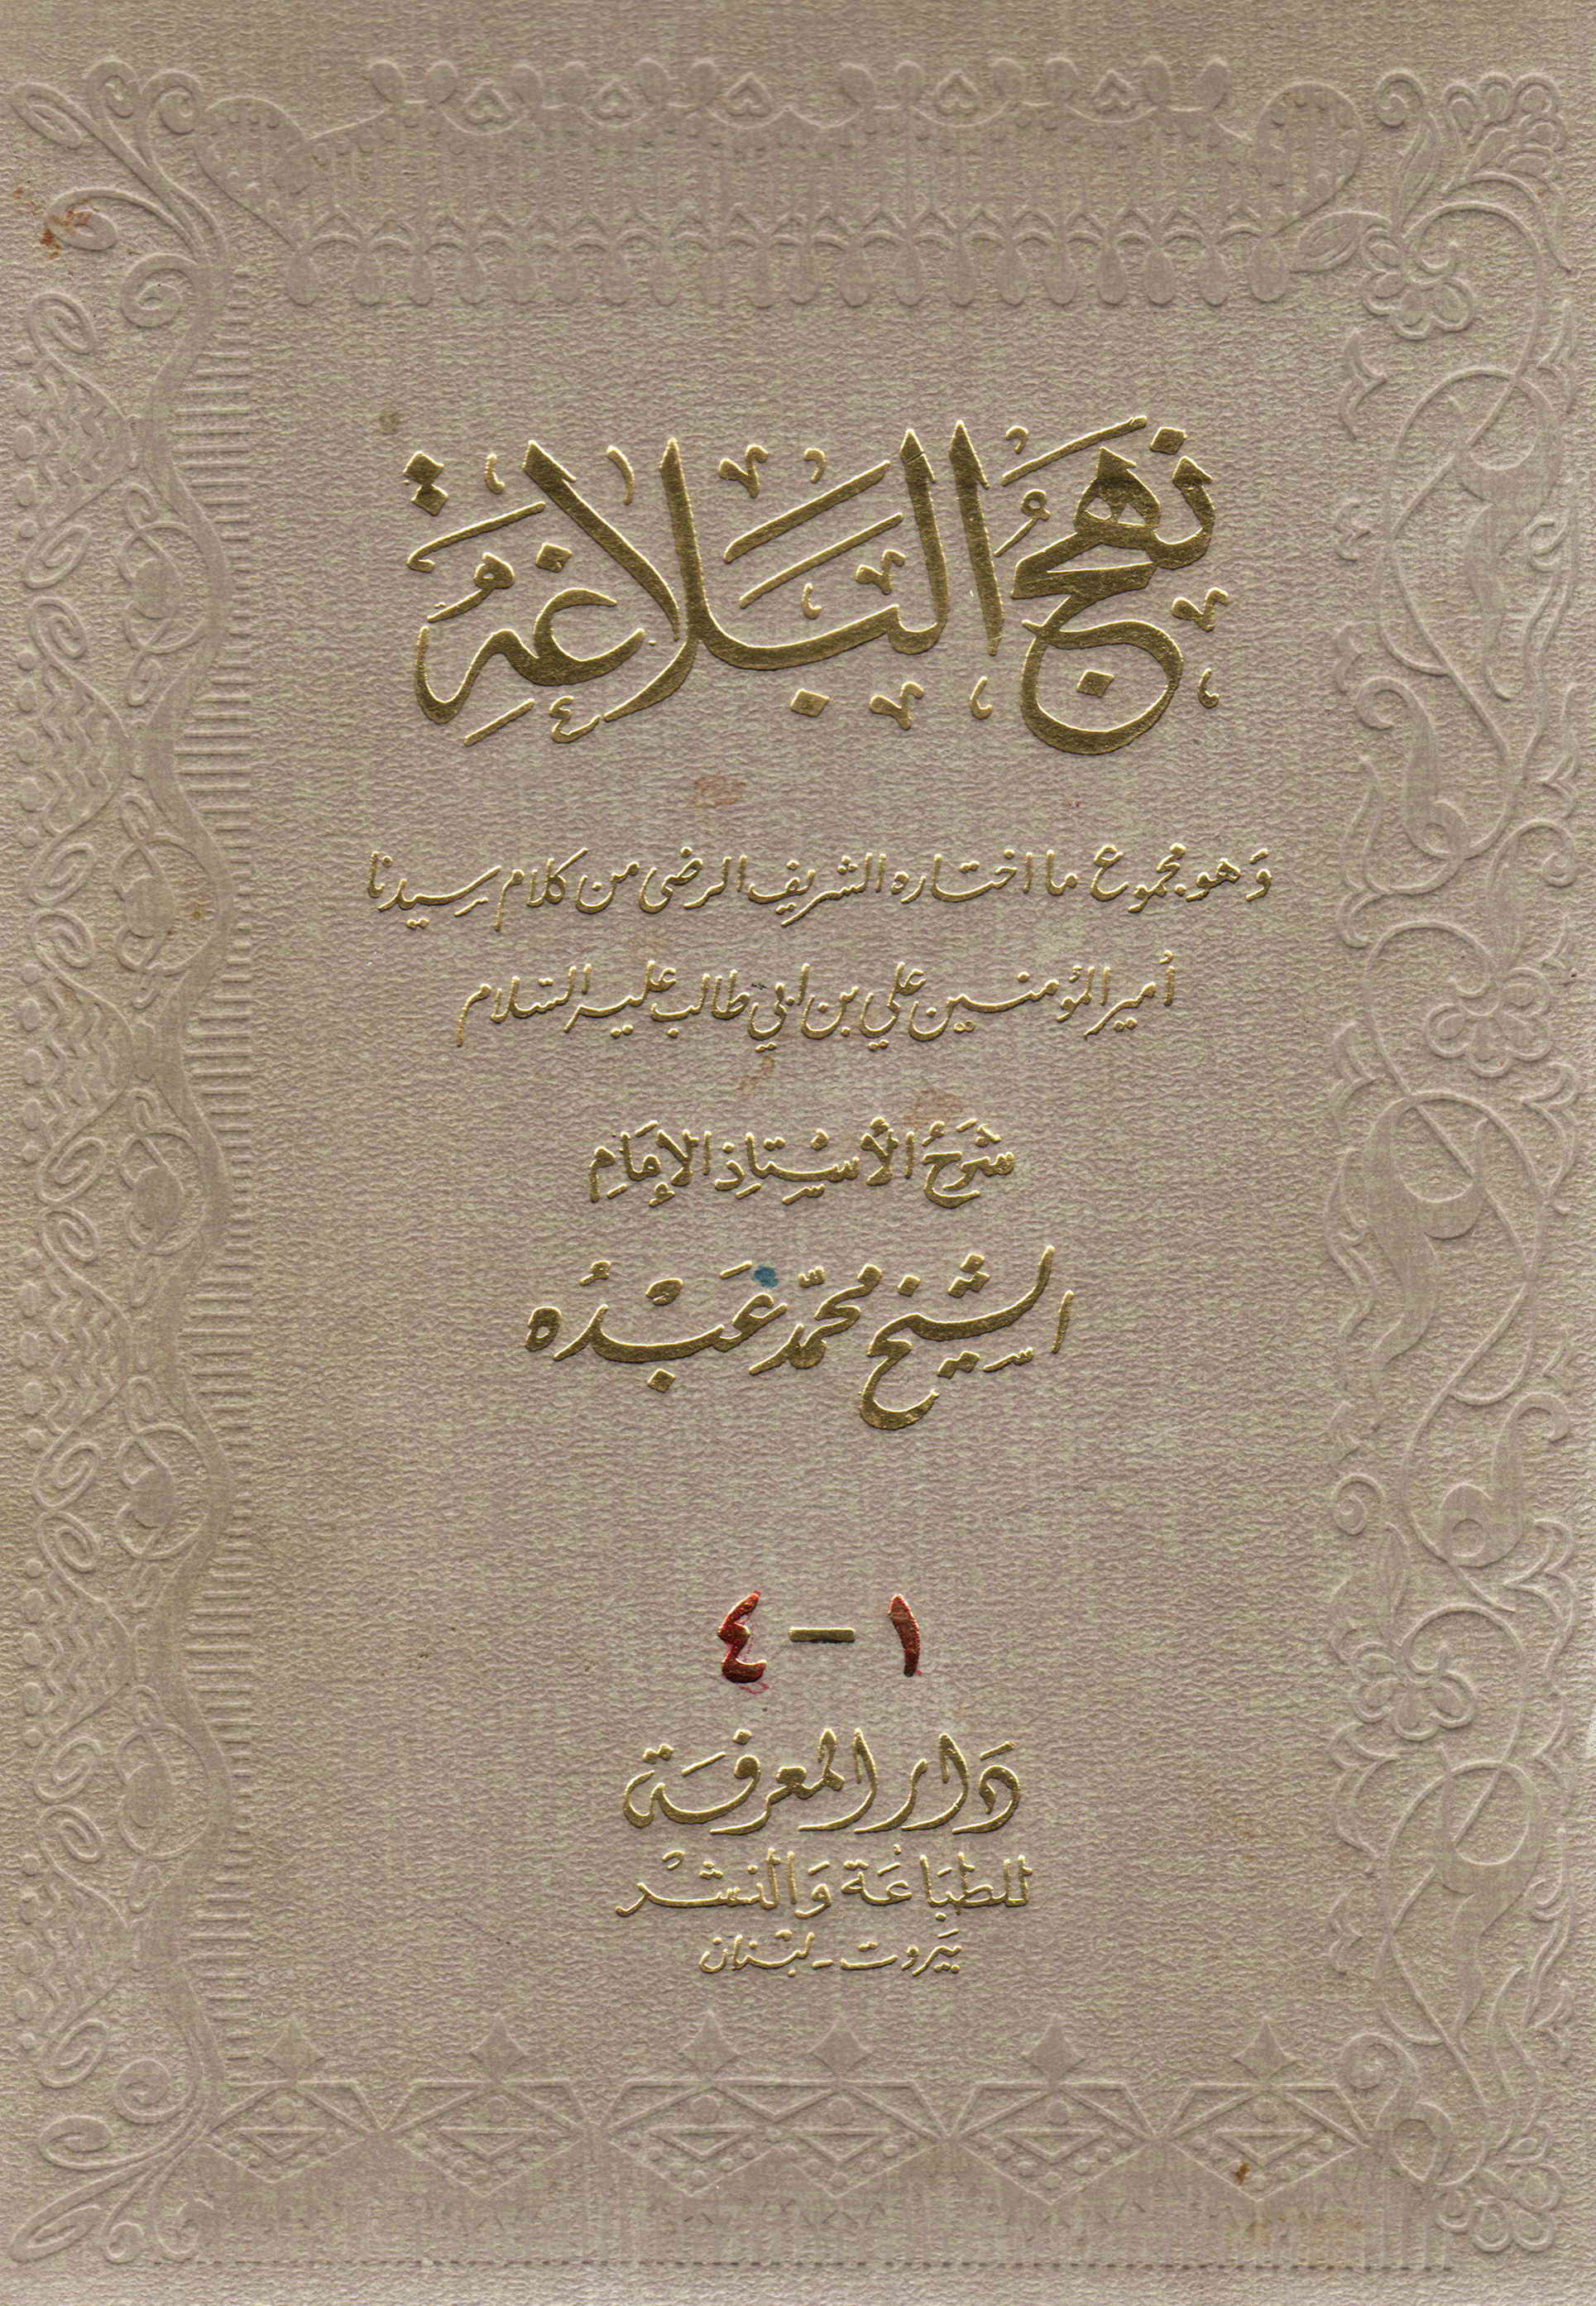 نهج البلاغة
وهو مجموع ما اختاره الشريف الرضى من كلام سيدنا
أمير المؤمنين علي بن ابي طالب عليه السلام
شرح الأستاذ الإمام
الشيخ محمد عبده
١ - ٤
دار المعرفة
للطباعة والنشر
بيروت - لبنان